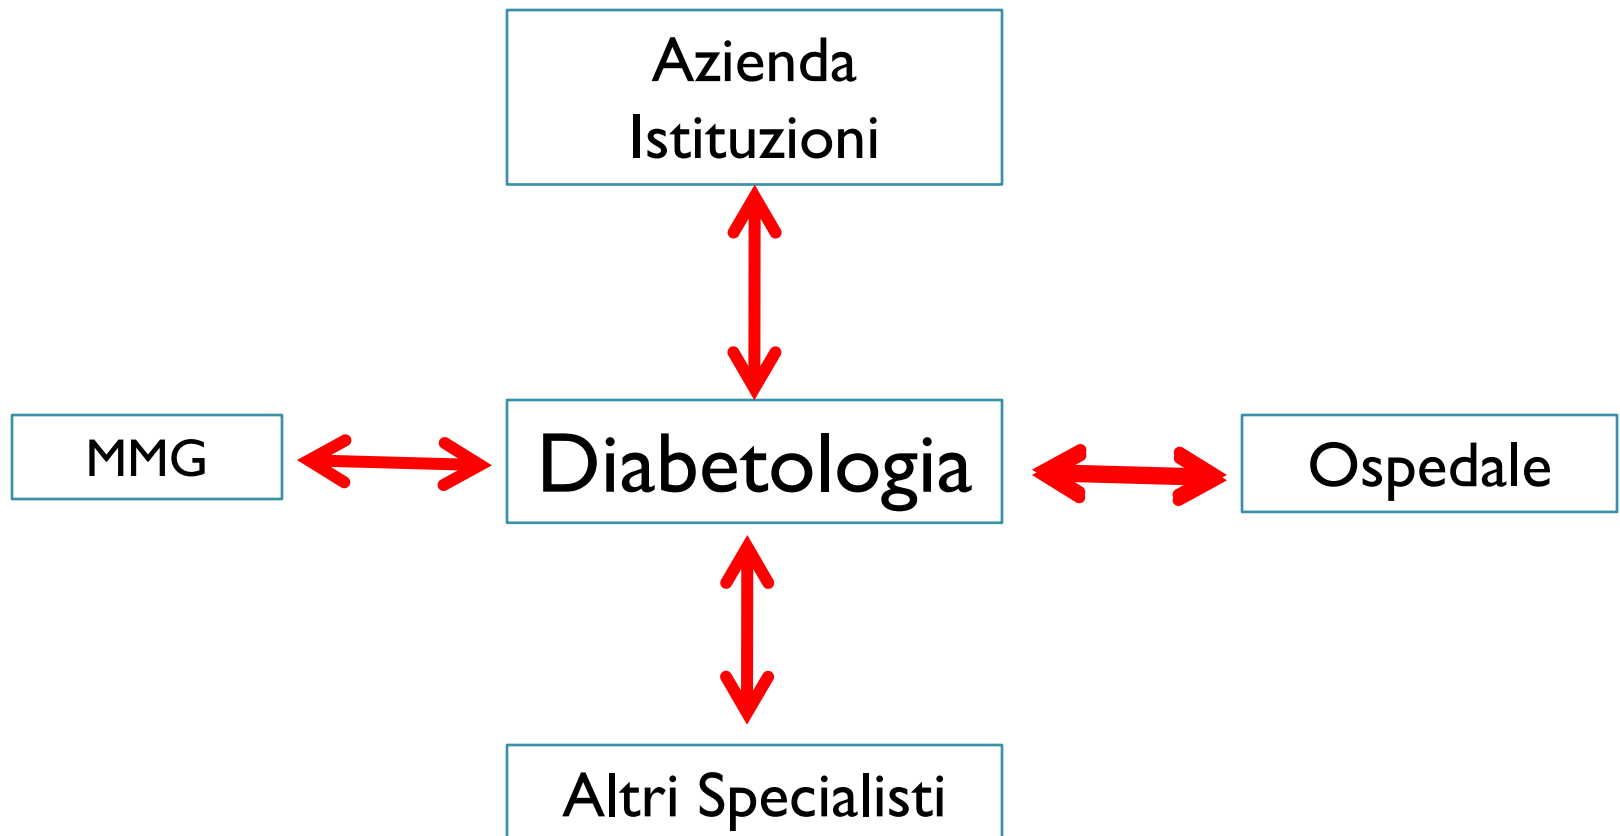 Azienda
Istituzioni
MMG
Diabetologia
Ospedale
Altri Specialisti